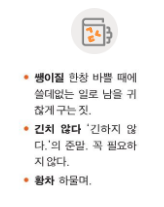 • 쌩이질 한창 바쁠 때에
쓸데없는 일로 남을 귀
찮게 구는 짓.
• 긴치 않다 '긴하지 않
다.'의 준말. 꼭 필요하
지 않다.
• 황차 하물며.